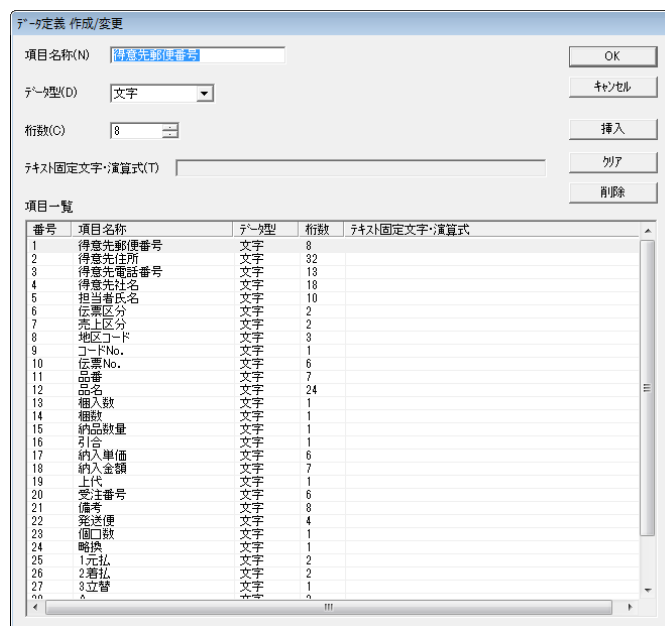 データ定義 作成/変更
項目名称(N) 得意先郵便番号 OK
データ型(D) 文字 キャンセル
桁数(C) 8 挿入
テキスト固定文字・演算式(T) クリア
削除
項目一覧
番号 項目名称 データ型 桁数 テキスト固定文字・演算式
1 得意先郵便番号 文字 8
2 得意先住所 文字 32
3 得意先電話番号 文字 13
4 得意先社名 文字 18
5 担当者氏名 文字 10
6 伝票区分 文字 2
7 売上区分 文字 2
8 地区コード 文字 3
9 コードNo. 文字 1
10 伝票No. 文字 6
11 品番 文字 7
12 品名 文字 24
13 梱入数 文字 1
14 梱数 文字 1
15 納品数量 文字 1
16 引合 文字 1
17 納入単価 文字 6
18 納入金額 文字 7
19 上代 文字 1
20 受注番号 文字 6
21 備考 文字 8
22 発送便 文字 4
23 個口数 文字 1
24 略換 文字 1
25 1元払 文字 2
26 2着払 文字 2
27 3立替 文字 1